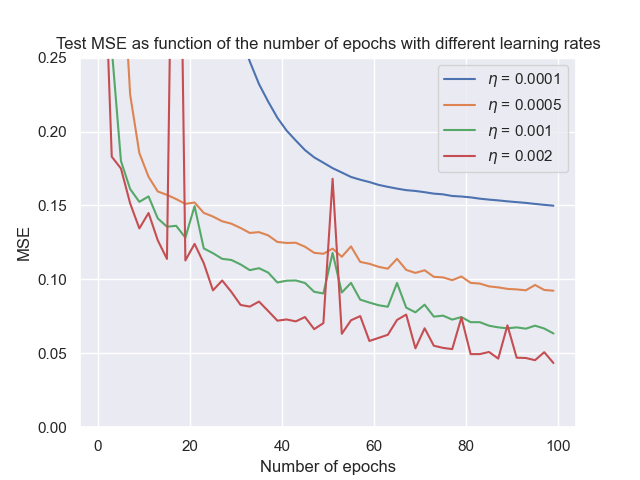 Test MSE as function of the number of epochs with different learning rates
0.25
0.20
0.15
0.10
0.05
0.00
MSE
η = 0.0001
η = 0.0005
η = 0.001
η = 0.002
0 20 40 60 80 100
Number of epochs